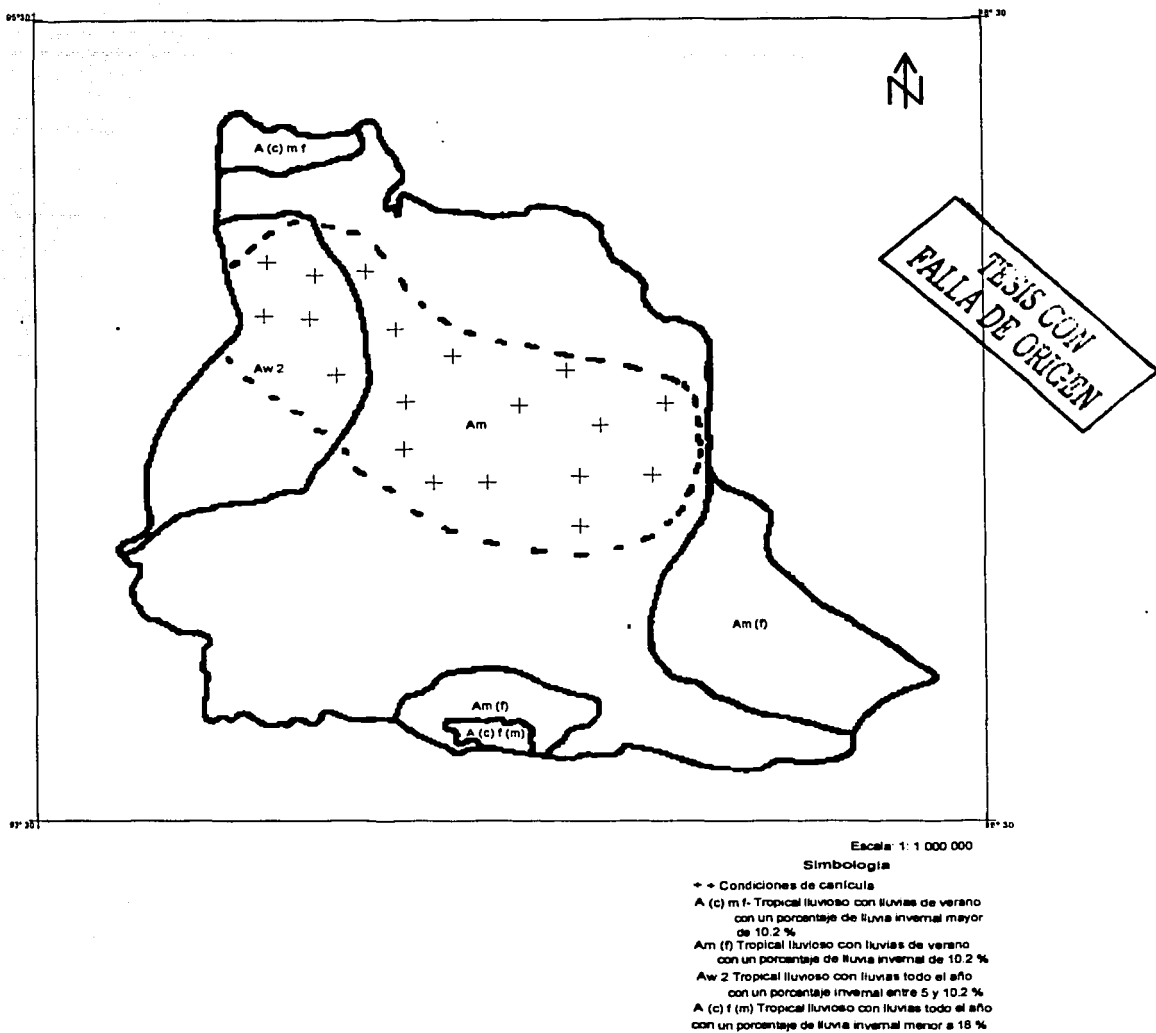 95°30
A (c) m f
TESIS CON
FALLA DE ORIGEN
Aw 2
Am
Am (f)
Am (f)
A (c) f (m)
Escala: 1: 1 000 000
Simbología
+ + Condiciones de canícula
A (c) m f- Tropical lluvioso con lluvias de verano
con un porcentaje de lluvia invernal mayor
de 10.2 %
Am (f) Tropical lluvioso con lluvias de verano
con un porcentaje de lluvia invernal de 10.2 %
Aw 2 Tropical lluvioso con lluvias todo el año
con un porcentaje invernal entre 5 y 10.2 %
A (c) f (m) Tropical lluvioso con lluvias todo el año
con un porcentaje de lluvia invernal menor a 18 %